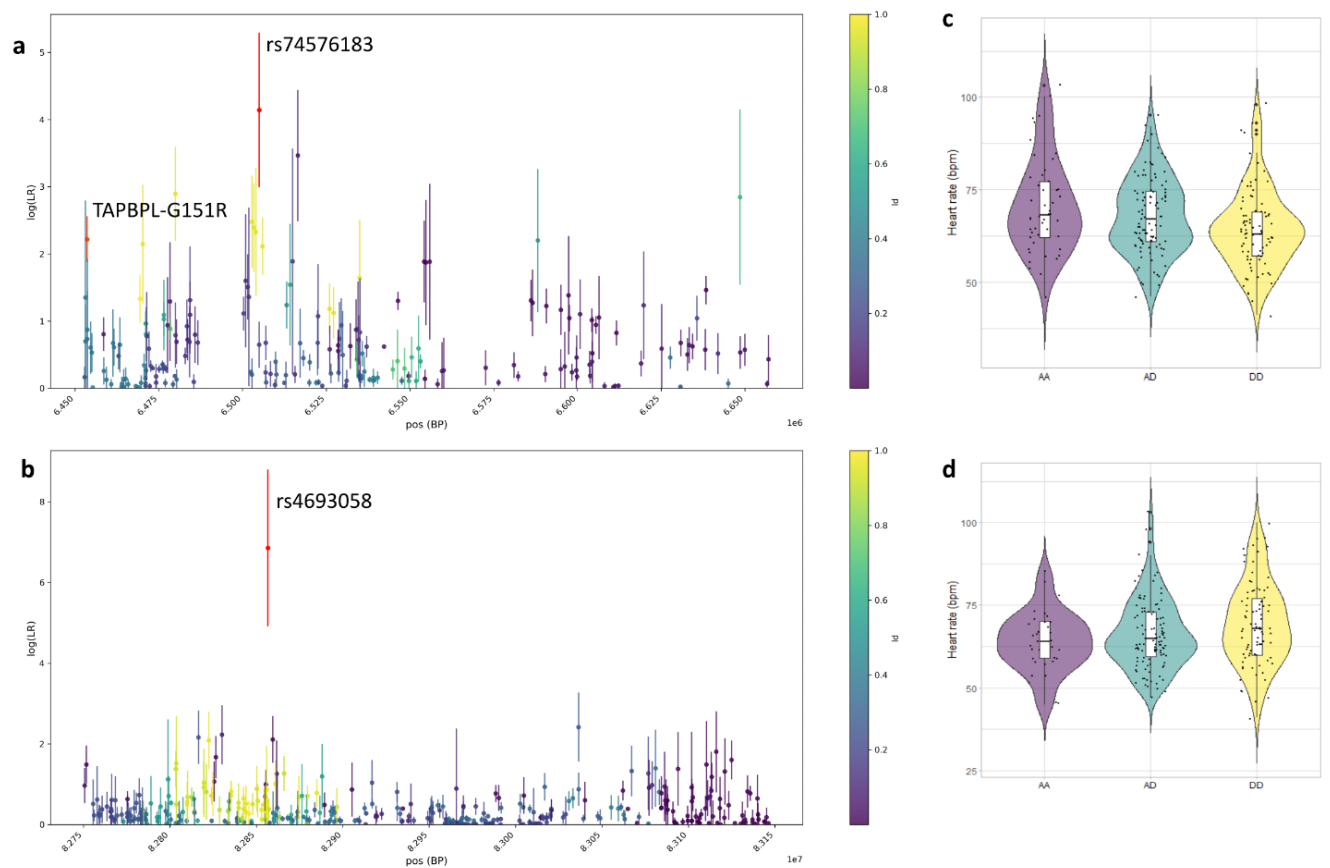 a
rs74576183
TAPBPL-G151R
log(LR)
5
4
3
2
1
0
6.450
6.475
6.500
6.525
6.550
6.575
6.600
6.625
6.650
1e6
pos (BP)
1.0
0.8
0.6
0.4
0.2
ld
b
rs4693058
log(LR)
8
6
4
2
0
8.275
8.280
8.285
8.290
8.295
8.300
8.305
8.310
8.315
1e7
pos (BP)
1.0
0.8
0.6
0.4
0.2
ld
c
Heart rate (bpm)
100
75
50
AA
AD
DD
d
Heart rate (bpm)
100
75
50
25
AA
AD
DD